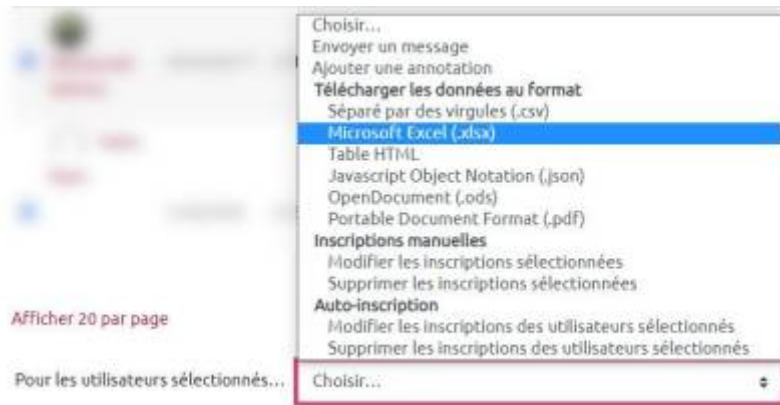 Choisir...
Envoyer un message
Ajouter une annotation
Télécharger les données au format
Séparé par des virgules (.csv)
Microsoft Excel (.xlsx)
Table HTML
Javascript Object Notation (.json)
OpenDocument (.ods)
Portable Document Format (.pdf)
Inscriptions manuelles
Modifier les inscriptions sélectionnées
Supprimer les inscriptions sélectionnées
Auto-inscription
Modifier les inscriptions des utilisateurs sélectionnés
Supprimer les inscriptions des utilisateurs sélectionnés
Afficher 20 par page
Pour les utilisateurs sélectionnés... Choisir...